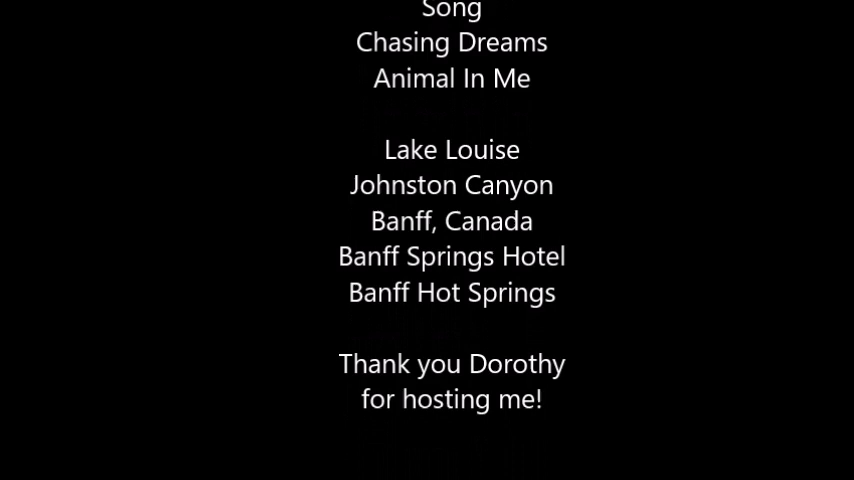 Song
Chasing Dreams
Animal In Me
Lake Louise
Johnston Canyon
Banff, Canada
Banff Springs Hotel
Banff Hot Springs
Thank you Dorothy
for hosting me!